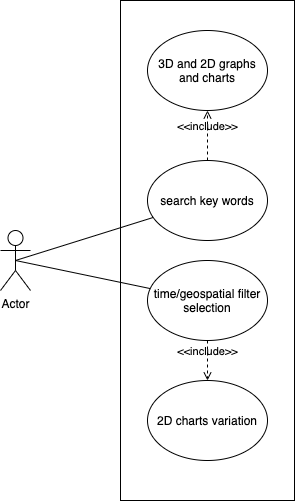 3D and 2D graphs
and charts
<<include>>
search key words
Actor
time/geospatial filter
selection
<<include>>
2D charts variation